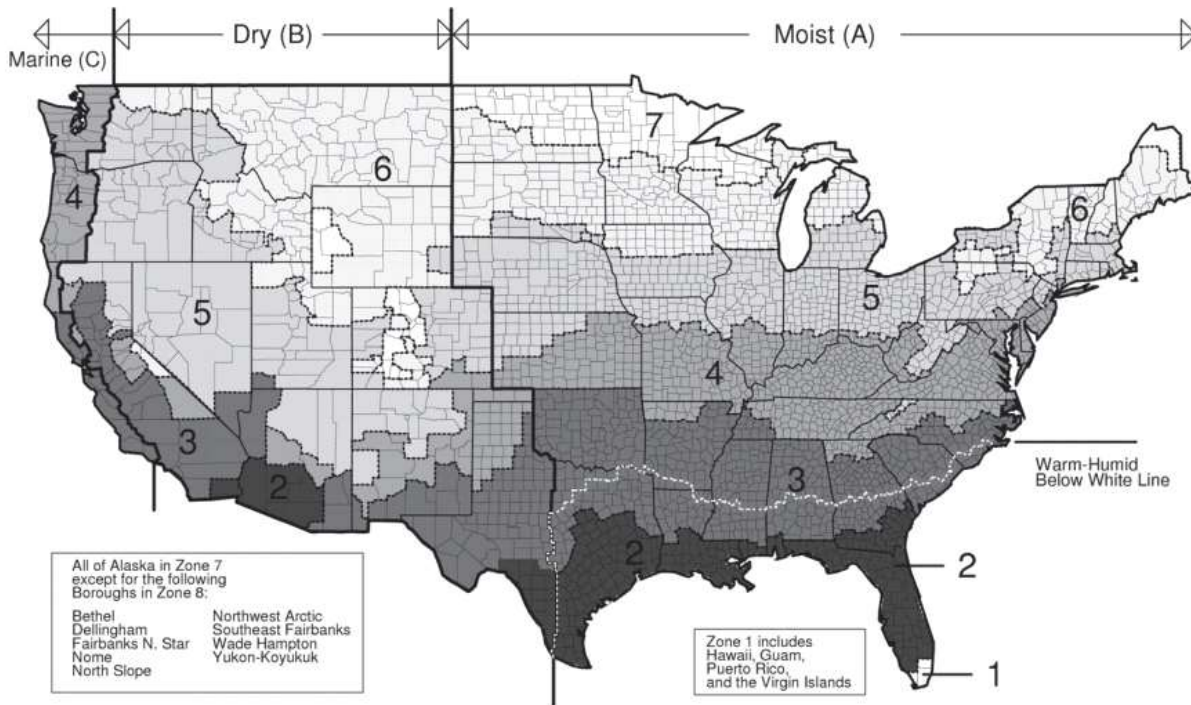 Marine (C)
Dry (B)
Moist (A)
7
6
4
6
5
5
4
3
3
2
2
2
1
Warm-Humid
Below White Line
All of Alaska in Zone 7
except for the following
Boroughs in Zone 8:
Bethel
Dellingham
Fairbanks N. Star
Nome
North Slope
Northwest Arctic
Southeast Fairbanks
Wade Hampton
Yukon-Koyukuk
Zone 1 includes
Hawaii, Guam,
Puerto Rico,
and the Virgin Islands